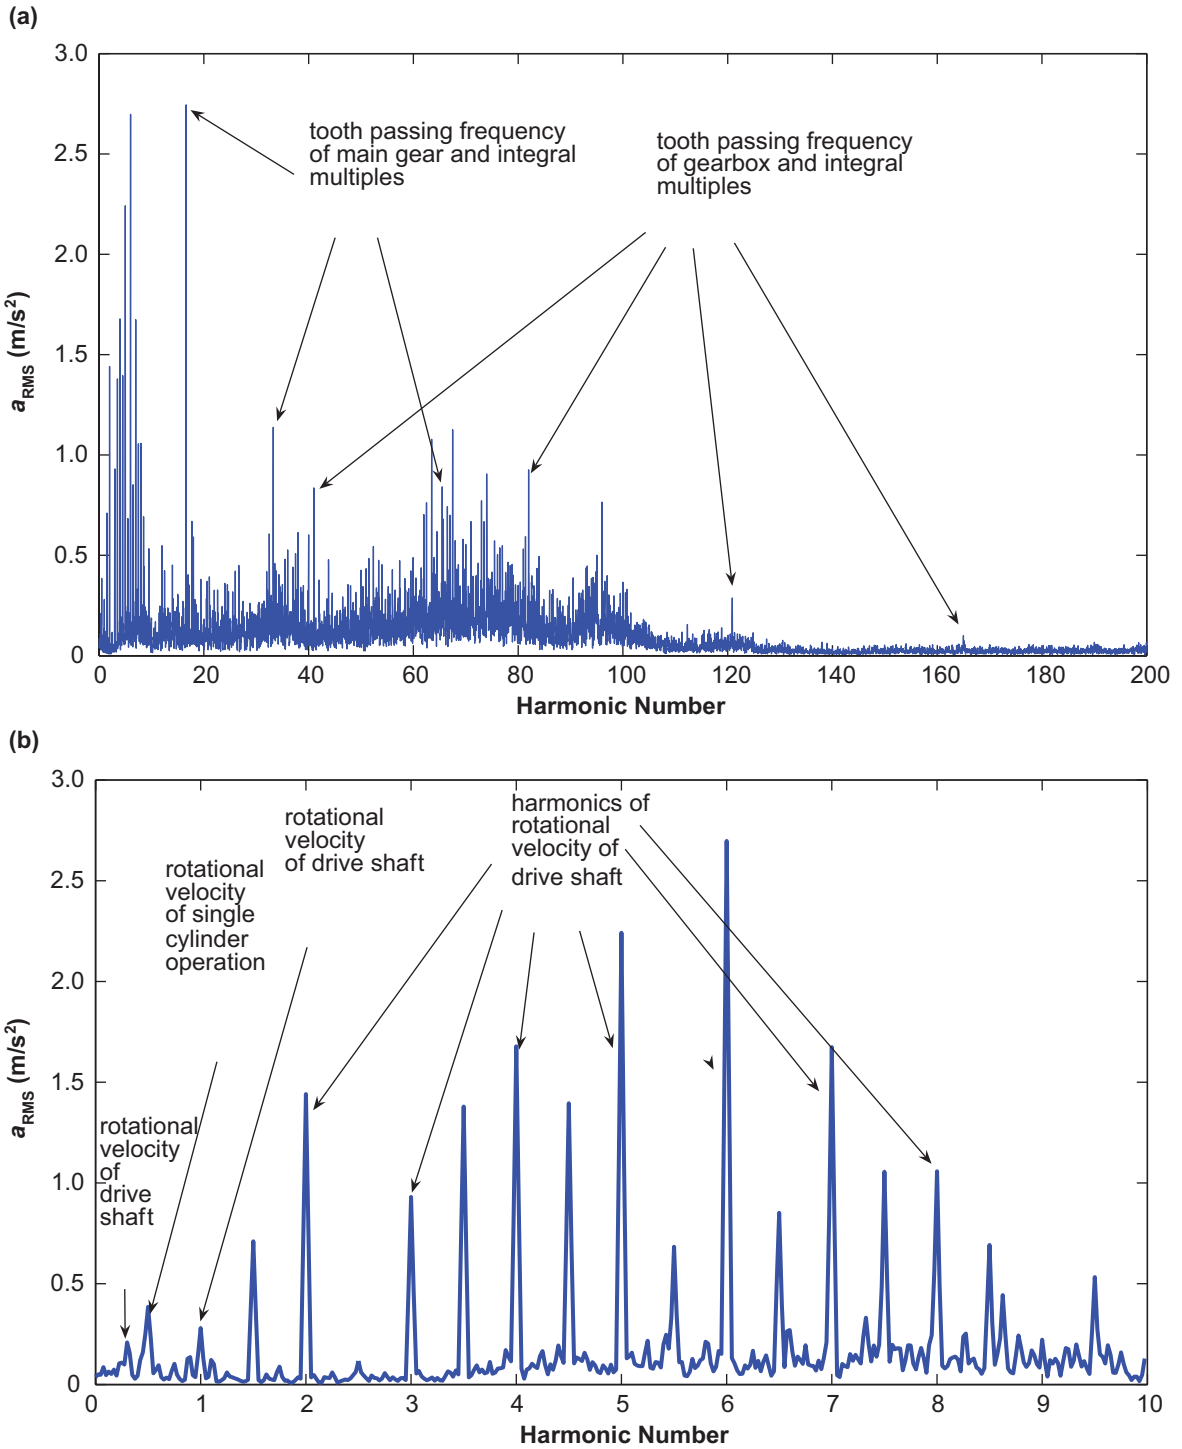 (a)
3.0
2.5
2.0
1.5
1.0
0.5
0
aRMS (m/s²)
tooth passing frequency
of main gear and integral
multiples
tooth passing frequency
of gearbox and integral
multiples
0 20 40 60 80 100 120 140 160 180 200
Harmonic Number
(b)
3.0
2.5
2.0
1.5
1.0
0.5
0
aRMS (m/s²)
rotational
velocity
of drive
shaft
rotational
velocity
of single
cylinder
operation
rotational
velocity
of drive shaft
harmonics of
rotational
velocity of
drive shaft
0 1 2 3 4 5 6 7 8 9 10
Harmonic Number